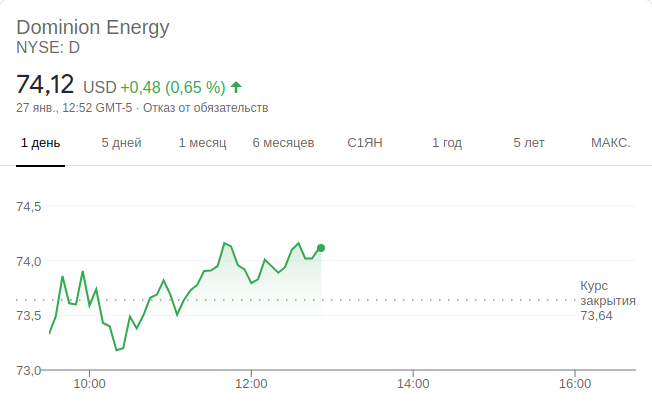 Dominion Energy
NYSE: D
74,12 USD +0,48 (0,65 %)
27 янв., 12:52 GMT-5 · Отказ от обязательств
1 день 5 дней 1 месяц 6 месяцев С1ЯН 1 год 5 лет МАКС.
74,5
74,0
73,5
73,0
Курс
закрытия
73,64
10:00 12:00 14:00 16:00